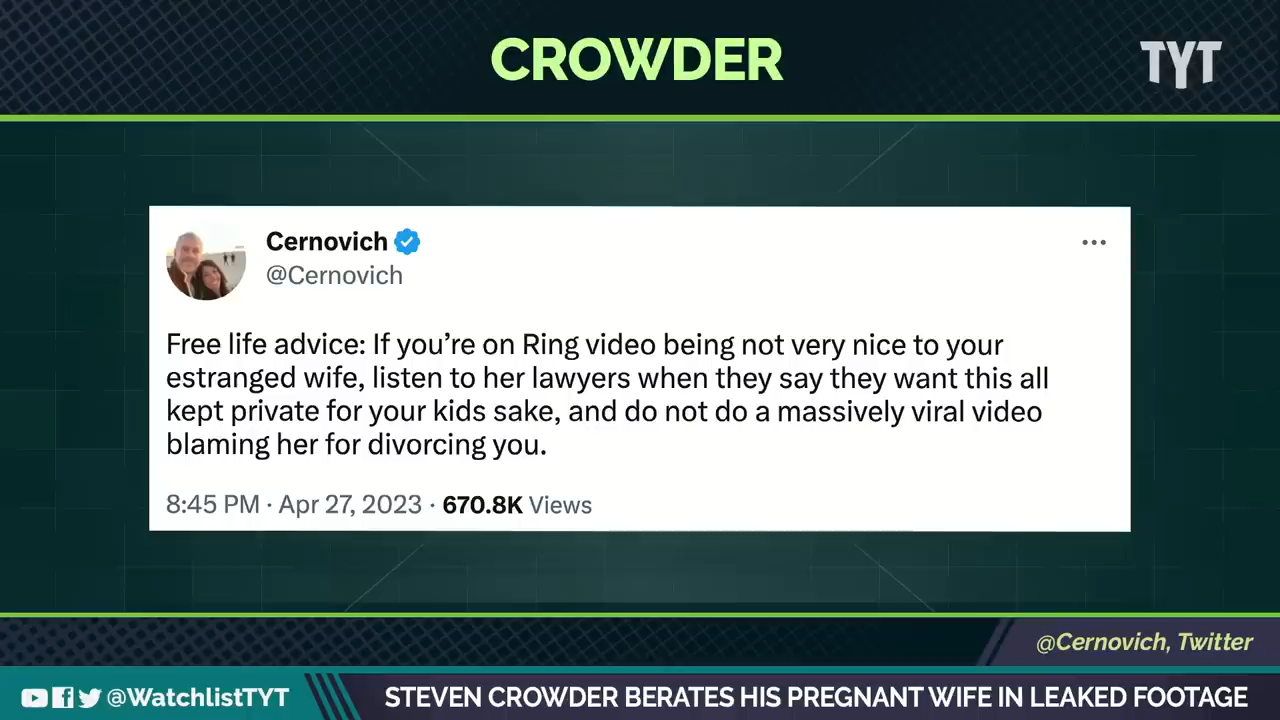 CROWDER
TYT
Cernovich
@Cernovich
Free life advice: If you’re on Ring video being not very nice to your
estranged wife, listen to her lawyers when they say they want this all
kept private for your kids sake, and do not do a massively viral video
blaming her for divorcing you.
8:45 PM · Apr 27, 2023 · 670.8K Views
@Cernovich, Twitter
@WatchlistTYT
STEVEN CROWDER BERATES HIS PREGNANT WIFE IN LEAKED FOOTAGE